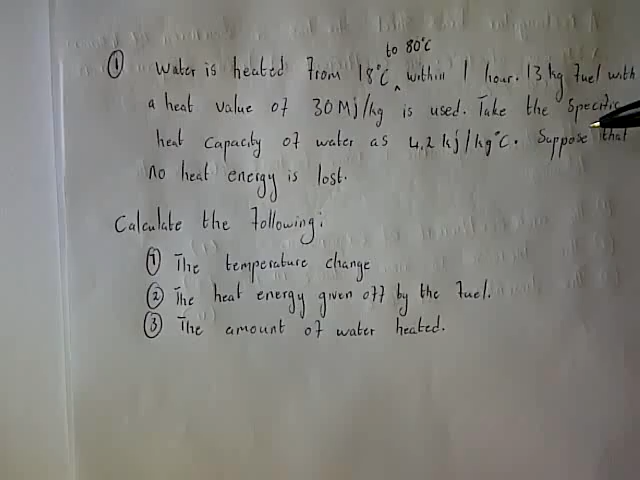 to 80°C
① Water is heated from 18°C ^ within 1 hour. 13 kg fuel with
a heat value of 30 Mj/kg is used. Take the specific
heat capacity of water as 4.2 kj/kg°C. Suppose that
no heat energy is lost.
Calculate the following:
① The temperature change
② The heat energy given off by the fuel.
③ The amount of water heated.